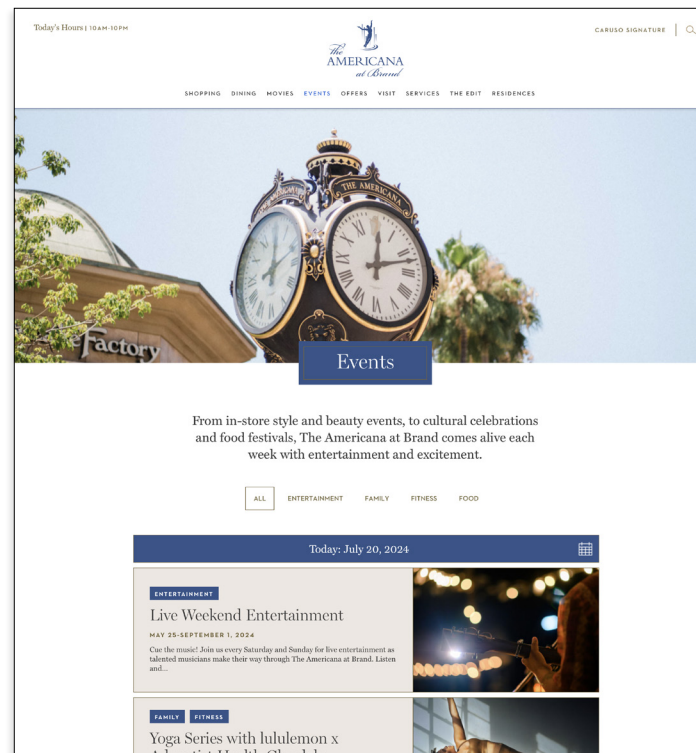 Today's Hours | 10AM-10PM
The
AMERICANA
at Brand
CARUSO SIGNATURE
SHOPPING DINING MOVIES EVENTS OFFERS VISIT SERVICES THE EDIT RESIDENCES
THE AMERICANA
Factory
Events
From in-store style and beauty events, to cultural celebrations
and food festivals, The Americana at Brand comes alive each
week with entertainment and excitement.
ALL ENTERTAINMENT FAMILY FITNESS FOOD
Today: July 20, 2024
ENTERTAINMENT
Live Weekend Entertainment
MAY 25-SEPTEMBER 1, 2024
Cue the music! Join us every Saturday and Sunday for live entertainment as
talented musicians make their way through The Americana at Brand. Listen
and...
FAMILY FITNESS
Yoga Series with lululemon x